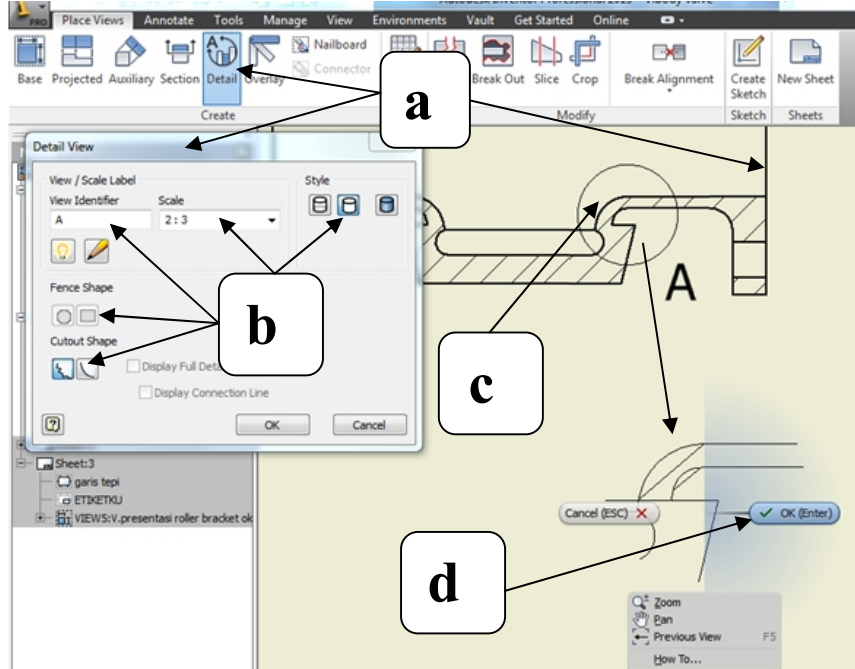 PRO
Place Views Annotate Tools Manage View Environments Vault Get Started Online
Nailboard
Connector
Base Projected Auxiliary Section Detail Overlay
Break Out Slice Crop
Break Alignment
Create
Sketch
New Sheet
Create
Modify
Sketch
Sheets
a
Detail View
View / Scale Label
Style
View Identifier
Scale
A
2 : 3
Fence Shape
Cutout Shape
Display Full
Display Connection Line
OK
Cancel
b
c
A
Sheet:3
garis tepi
ETIKETKU
VIEW5:V.presentasi roller bracket ok
Cancel (ESC)
OK (Enter)
d
Zoom
Pan
Previous View F5
How To...